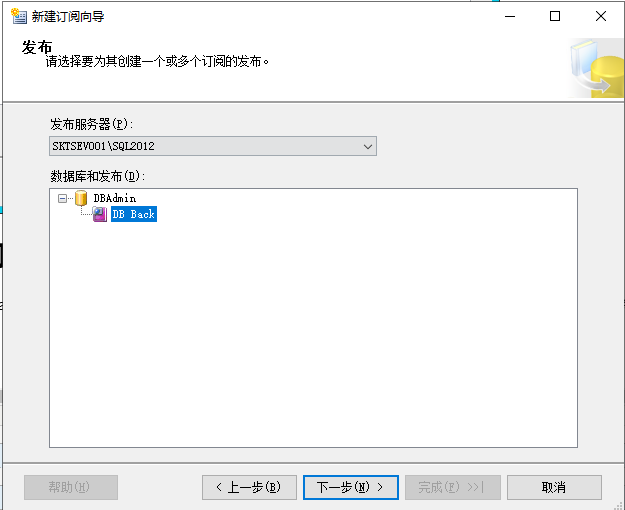 新建订阅向导
发布
请选择要为其创建一个或多个订阅的发布。
发布服务器(P):
SKTSEV001\SQL2012
数据库和发布(D):
DBAdmin
DB Back
帮助(H)
< 上一步(B)
下一步(N) >
完成(F) >>|
取消